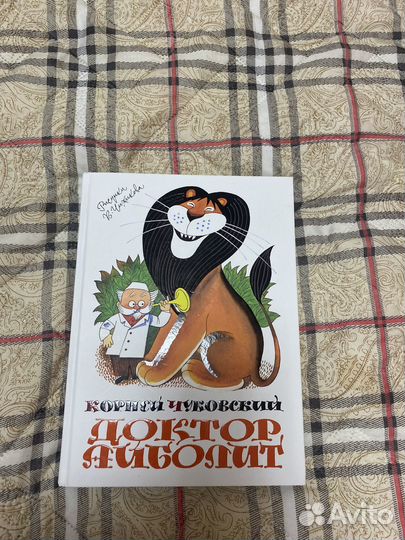 Рисунки
В. Чижикова
КОРНЕЙ ЧУКОВСКИЙ
ДОКТОР
АЙБОЛИТ
Avito